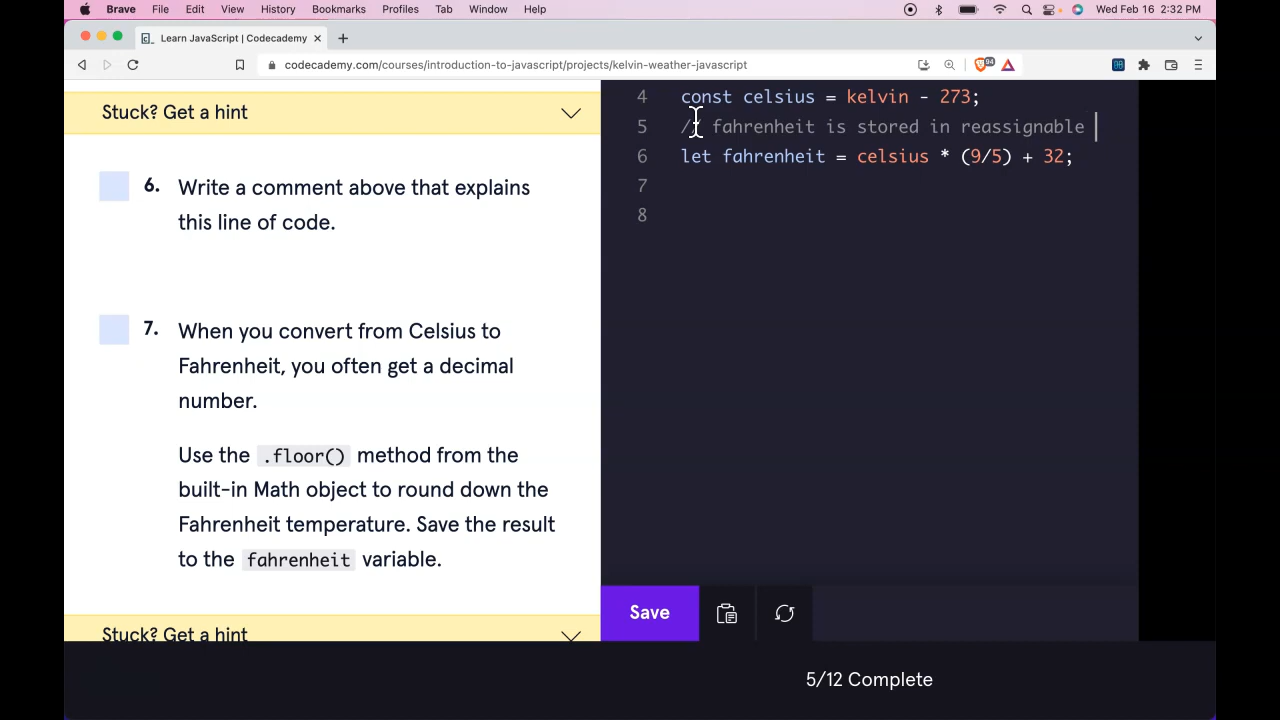 Brave File Edit View History Bookmarks Profiles Tab Window Help Wed Feb 16 2:32 PM
Learn JavaScript | Codecademy
codecademy.com/courses/introduction-to-javascript/projects/kelvin-weather-javascript
94
Stuck? Get a hint
6. Write a comment above that explains
this line of code.
7. When you convert from Celsius to
Fahrenheit, you often get a decimal
number.
Use the .floor() method from the
built-in Math object to round down the
Fahrenheit temperature. Save the result
to the fahrenheit variable.
Stuck? Get a hint
4 const celsius = kelvin - 273;
5 // fahrenheit is stored in reassignable
6 let fahrenheit = celsius * (9/5) + 32;
7
8
Save
5/12 Complete